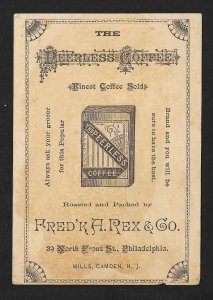 THE
PEERLESS COFFEE
Finest Coffee Sold
Always ask your grocer
for this Popular
Brand and you will be
sure to have the best.
THE PEERLESS
COFFEE
Roasted and Packed by
FRED'K A. REX & CO.
39 North Front St., Philadelphia.
MILLS, CAMDEN, N. J.